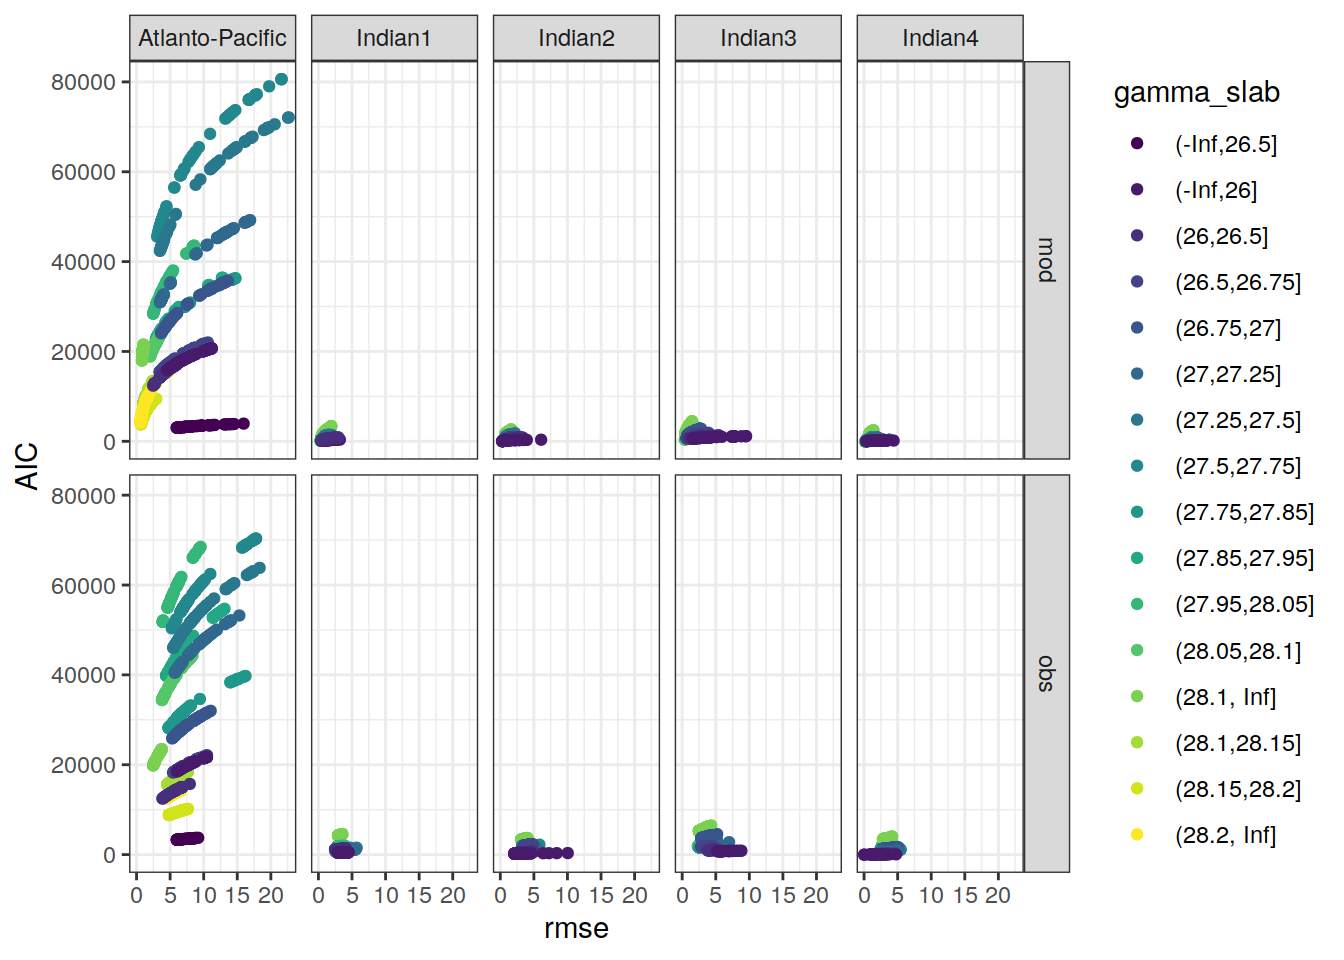 Atlanto-Pacific Indian1 Indian2 Indian3 Indian4
gamma_slab
(-Inf,26.5]
(-Inf,26]
(26,26.5]
(26.5,26.75]
(26.75,27]
(27,27.25]
(27.25,27.5]
(27.5,27.75]
(27.75,27.85]
(27.85,27.95]
(27.95,28.05]
(28.05,28.1]
(28.1, Inf]
(28.1,28.15]
(28.15,28.2]
(28.2, Inf]
mod
obs
AIC
80000
60000
40000
20000
0
80000
60000
40000
20000
0
0 5 10 15 20 0 5 10 15 20 0 5 10 15 20 0 5 10 15 20 0 5 10 15 20
rmse